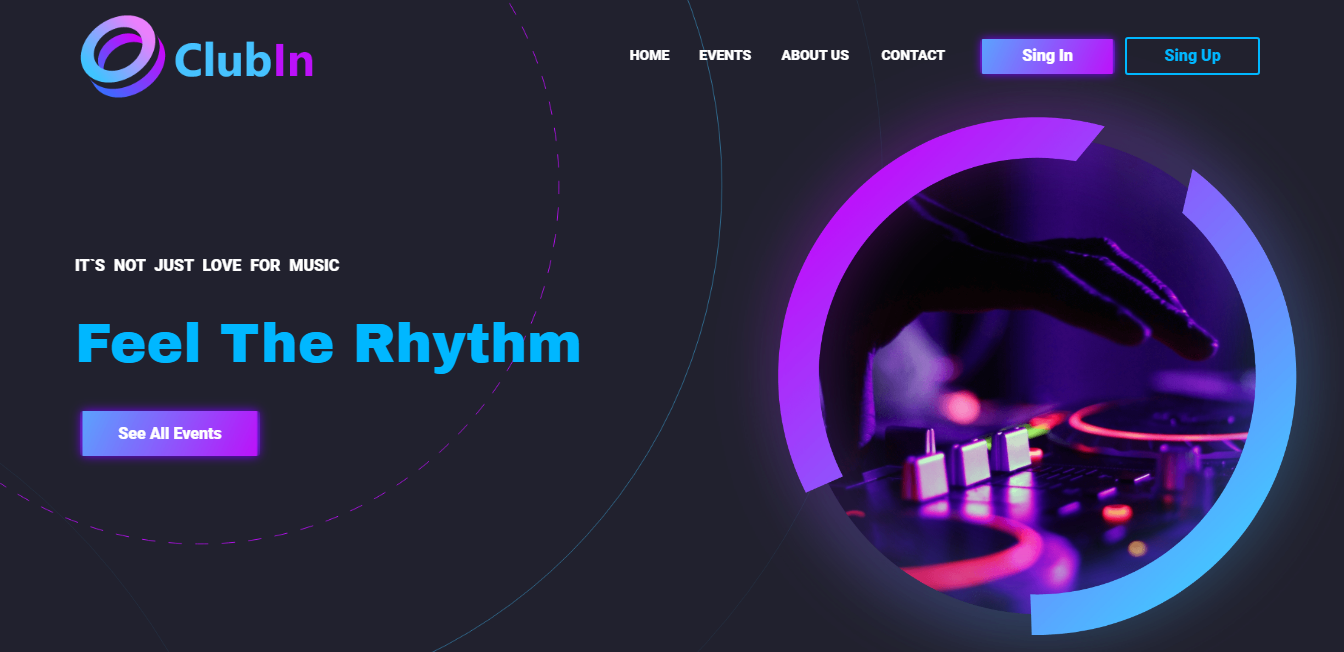 ClubIn
HOME EVENTS ABOUT US CONTACT Sing In Sing Up
IT`S NOT JUST LOVE FOR MUSIC
Feel The Rhythm
See All Events